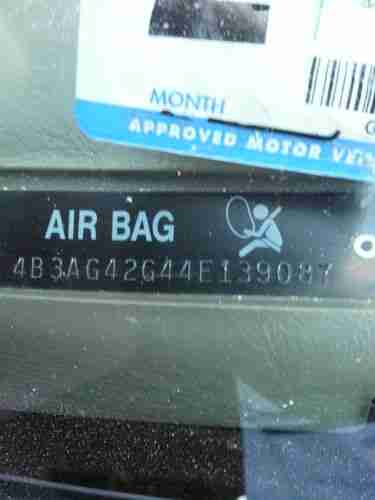 MONTH
APPROVED MOTOR
AIR BAG
4B3AG42G44E139087